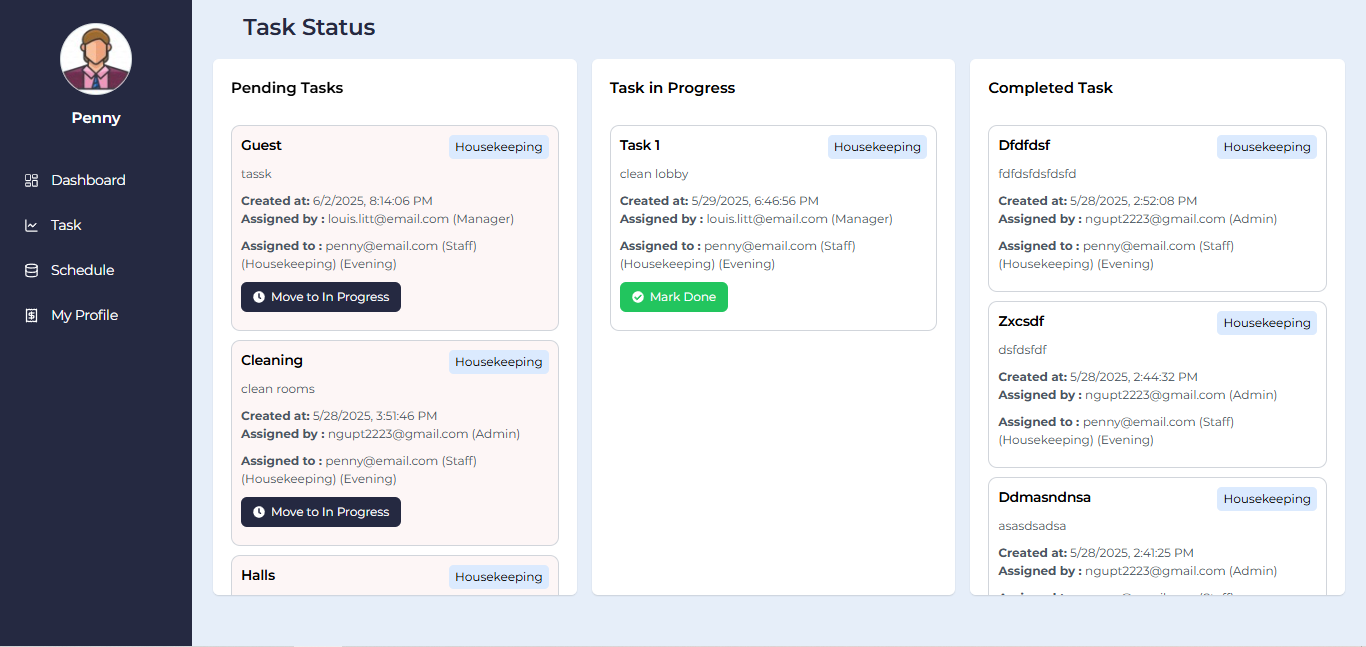 Penny
Dashboard
Task
Schedule
My Profile
Task Status
Pending Tasks
Guest
Housekeeping
tassk
Created at: 6/2/2025, 8:14:06 PM
Assigned by : louis.litt@email.com (Manager)
Assigned to : penny@email.com (Staff)
(Housekeeping) (Evening)
Move to In Progress
Cleaning
Housekeeping
clean rooms
Created at: 5/28/2025, 3:51:46 PM
Assigned by : ngupt2223@gmail.com (Admin)
Assigned to : penny@email.com (Staff)
(Housekeeping) (Evening)
Move to In Progress
Halls
Housekeeping
Task in Progress
Task 1
Housekeeping
clean lobby
Created at: 5/29/2025, 6:46:56 PM
Assigned by : louis.litt@email.com (Manager)
Assigned to : penny@email.com (Staff)
(Housekeeping) (Evening)
Mark Done
Completed Task
Dfdfdsf
Housekeeping
fdfdsfdsfdsfd
Created at: 5/28/2025, 2:52:08 PM
Assigned by : ngupt2223@gmail.com (Admin)
Assigned to : penny@email.com (Staff)
(Housekeeping) (Evening)
Zxcsdf
Housekeeping
dsfdsfdf
Created at: 5/28/2025, 2:44:32 PM
Assigned by : ngupt2223@gmail.com (Admin)
Assigned to : penny@email.com (Staff)
(Housekeeping) (Evening)
Ddmasndnsa
Housekeeping
asasdsadsa
Created at: 5/28/2025, 2:41:25 PM
Assigned by : ngupt2223@gmail.com (Admin)